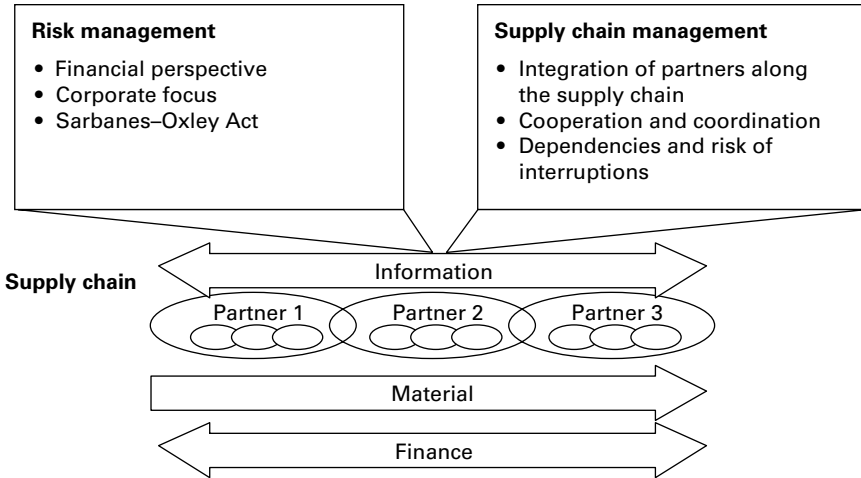 Risk management
• Financial perspective
• Corporate focus
• Sarbanes–Oxley Act
Supply chain management
• Integration of partners along
the supply chain
• Cooperation and coordination
• Dependencies and risk of
interruptions
Supply chain
Information
Partner 1
Partner 2
Partner 3
Material
Finance